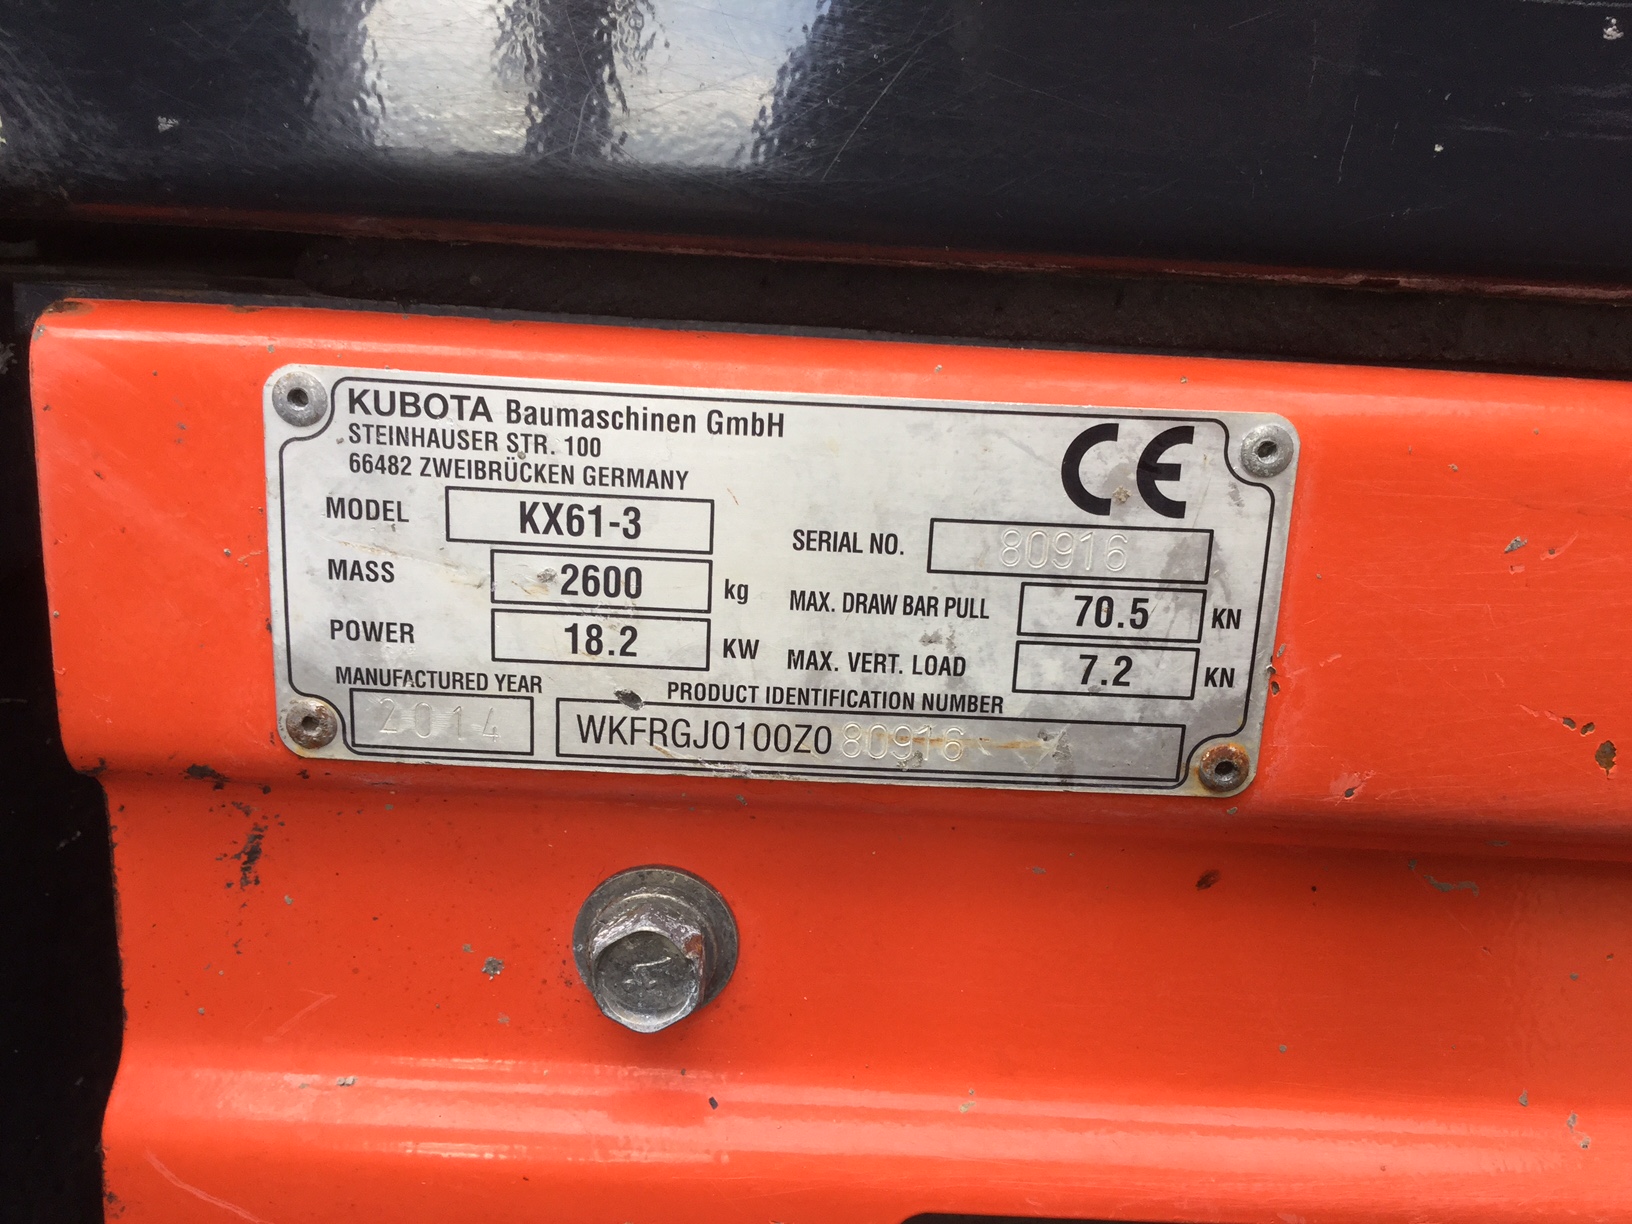 KUBOTA Baumaschinen GmbH
STEINHAUSER STR. 100
66482 ZWEIBRÜCKEN GERMANY
CE
MODEL KX61-3
SERIAL NO. 80916
MASS 2600 kg
MAX. DRAW BAR PULL 70.5 KN
POWER 18.2 KW
MAX. VERT. LOAD 7.2 KN
MANUFACTURED YEAR
2014
PRODUCT IDENTIFICATION NUMBER
WKFRGJ0100Z080916